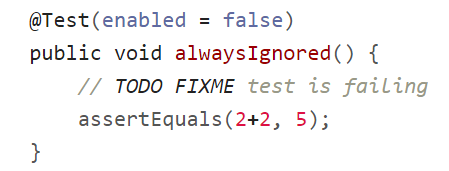 @Test(enabled = false)
public void alwaysIgnored() {
    // TODO FIXME test is failing
    assertEquals(2+2, 5);
}